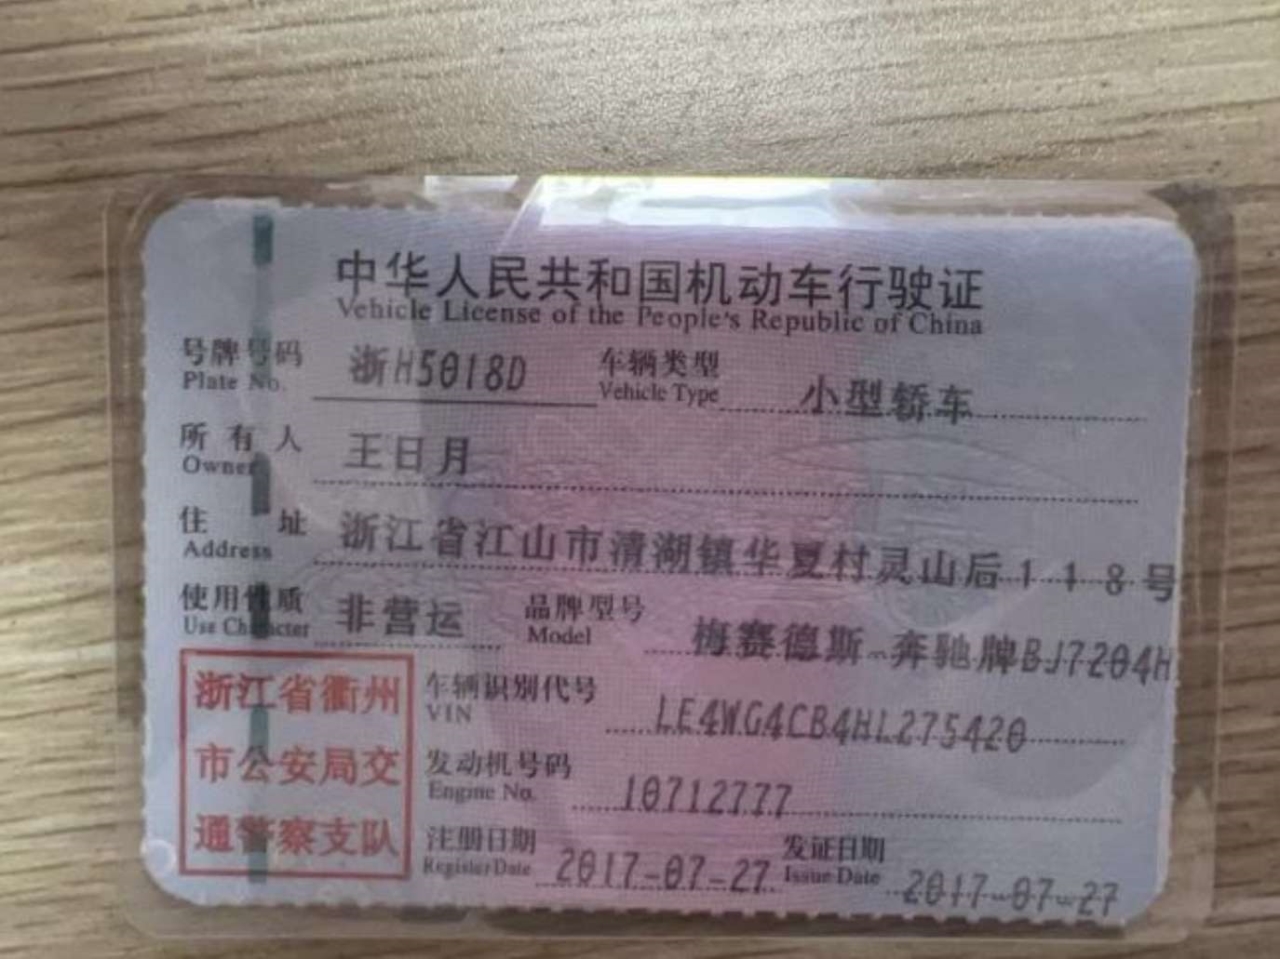 中华人民共和国机动车行驶证
Vehicle License of the People's Republic of China
号牌号码 浙H5018D 车辆类型 小型轿车
Plate No. Vehicle Type
所有人 王日月
Owner
住址 浙江省江山市清湖镇华夏村灵山后118号
Address
使用性质 非营运 品牌型号 梅赛德斯-奔驰牌BJ7204H
Use Character Model
浙江省衢州
市公安局交
通警察支队
车辆识别代号 LE4WG4CB4HL275420
VIN
发动机号码 10712777
Engine No.
注册日期 2017-07-27 发证日期 2017-07-27
Register Date Issue Date